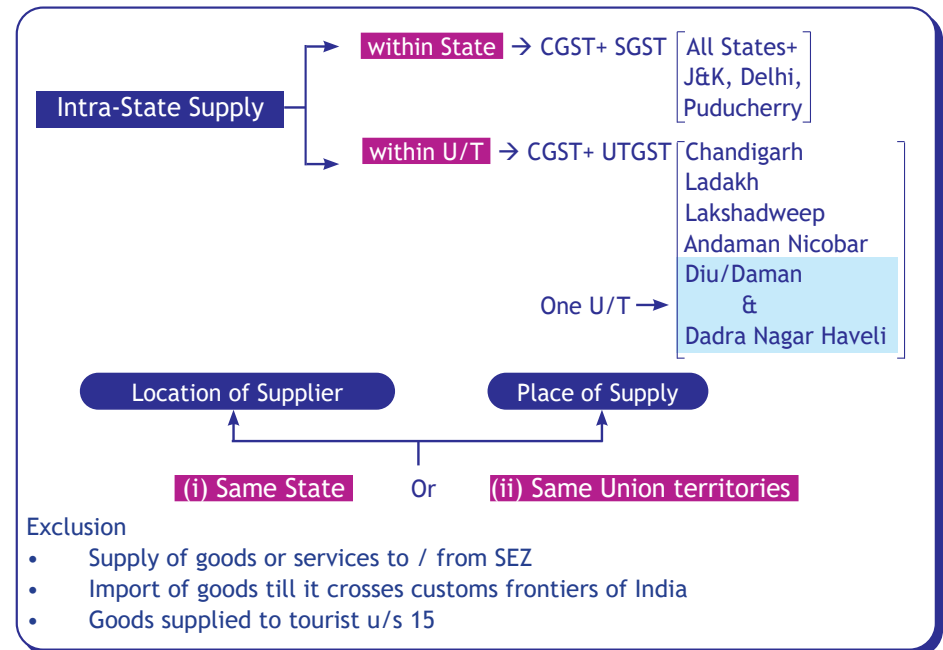 within State → CGST+ SGST
All States+
J&K, Delhi,
Puducherry
Intra-State Supply
within U/T → CGST+ UTGST
Chandigarh
Ladakh
Lakshadweep
Andaman Nicobar
One U/T →
Diu/Daman
&
Dadra Nagar Haveli
Location of Supplier
Place of Supply
(i) Same State Or (ii) Same Union territories
Exclusion
• Supply of goods or services to / from SEZ
• Import of goods till it crosses customs frontiers of India
• Goods supplied to tourist u/s 15